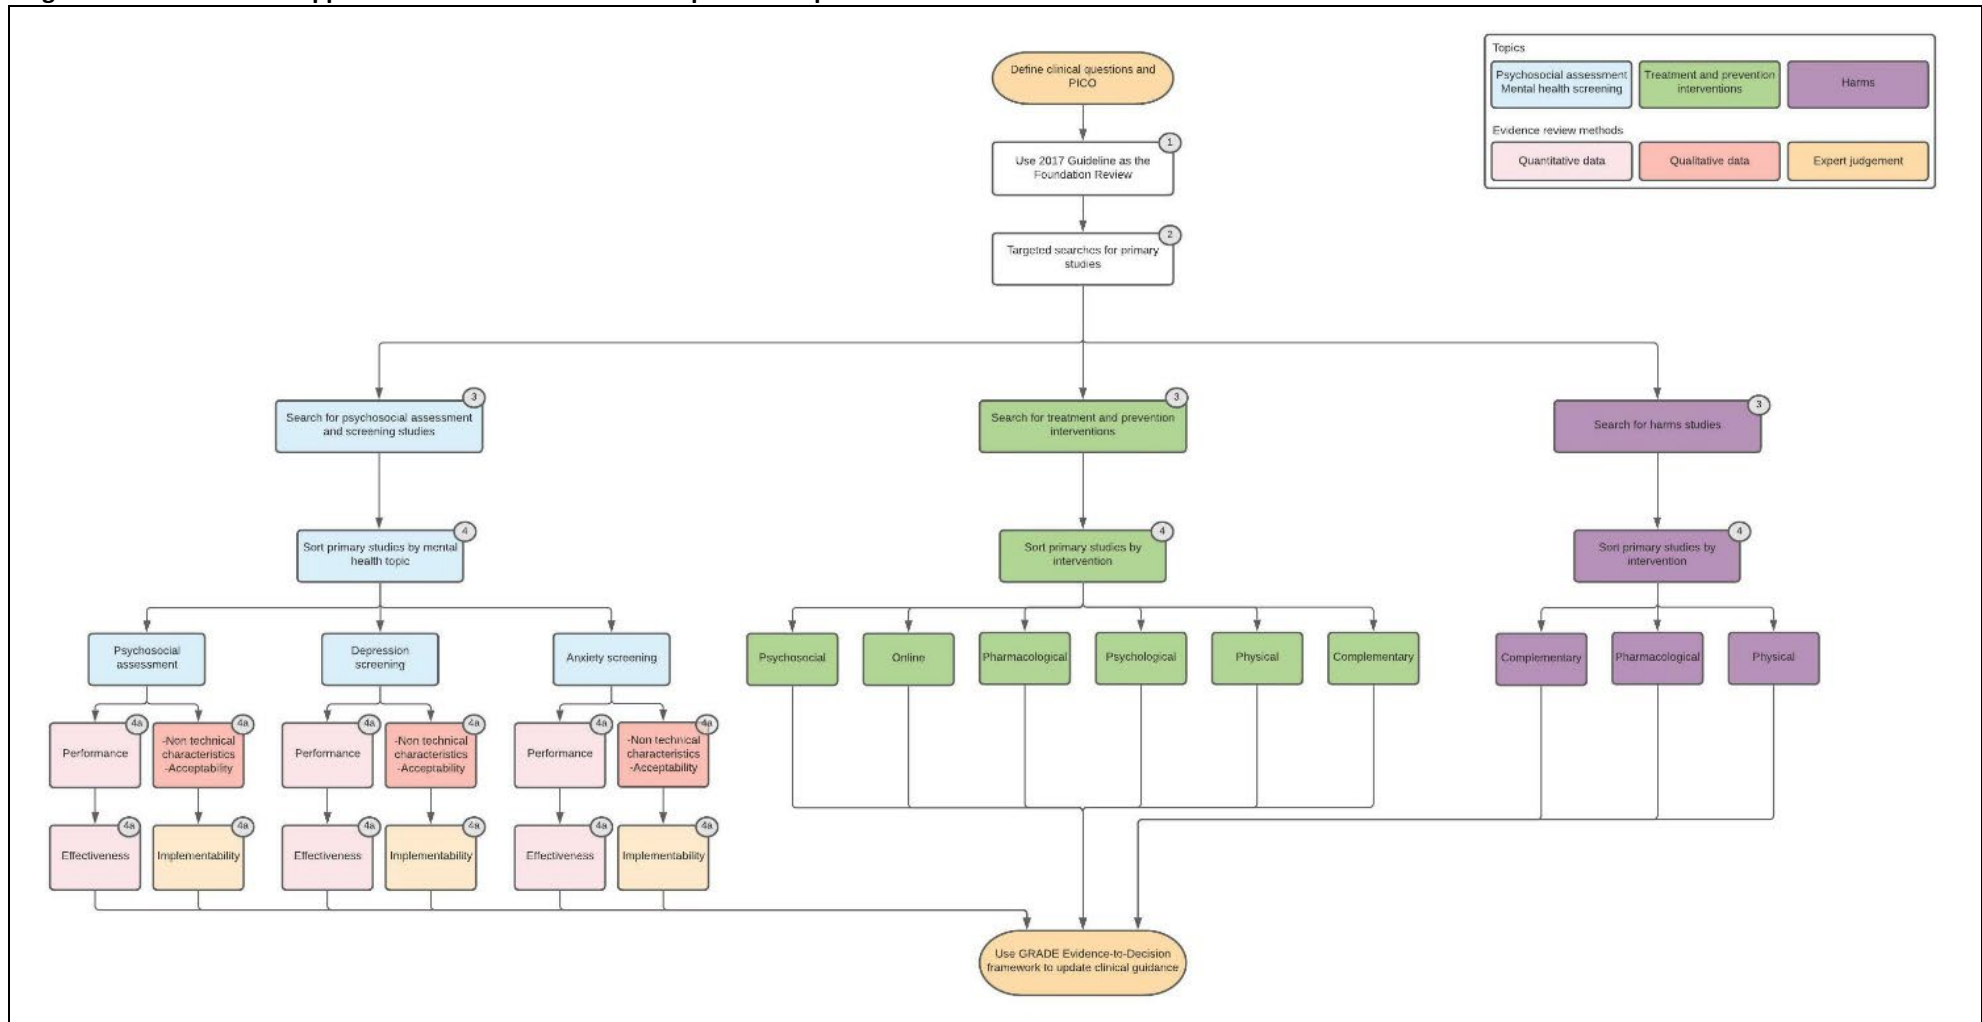 Define clinical questions and
PICO
Topics
Psychosocial assessment
Mental health screening
Treatment and prevention
interventions
Harms
Evidence review methods
Quantitative data
Qualitative data
Expert judgement
1
Use 2017 Guideline as the
Foundation Review
2
Targeted searches for primary
studies
3
Search for psychosocial assessment
and screening studies
3
Search for treatment and prevention
interventions
3
Search for harms studies
4
Sort primary studies by mental
health topic
4
Sort primary studies by
intervention
4
Sort primary studies by
intervention
Psychosocial
assessment
Depression
screening
Anxiety screening
Psychosocial
Online
Pharmacological
Psychological
Physical
Complementary
Complementary
Pharmacological
Physical
4a
Performance
4a
-Non technical
characteristics
-Acceptability
4a
Performance
4a
-Non technical
characteristics
-Acceptability
4a
Performance
4a
-Non technical
characteristics
-Acceptability
4a
Effectiveness
4a
Implementability
4a
Effectiveness
4a
Implementability
4a
Effectiveness
4a
Implementability
Use GRADE Evidence-to-Decision
framework to update clinical guidance